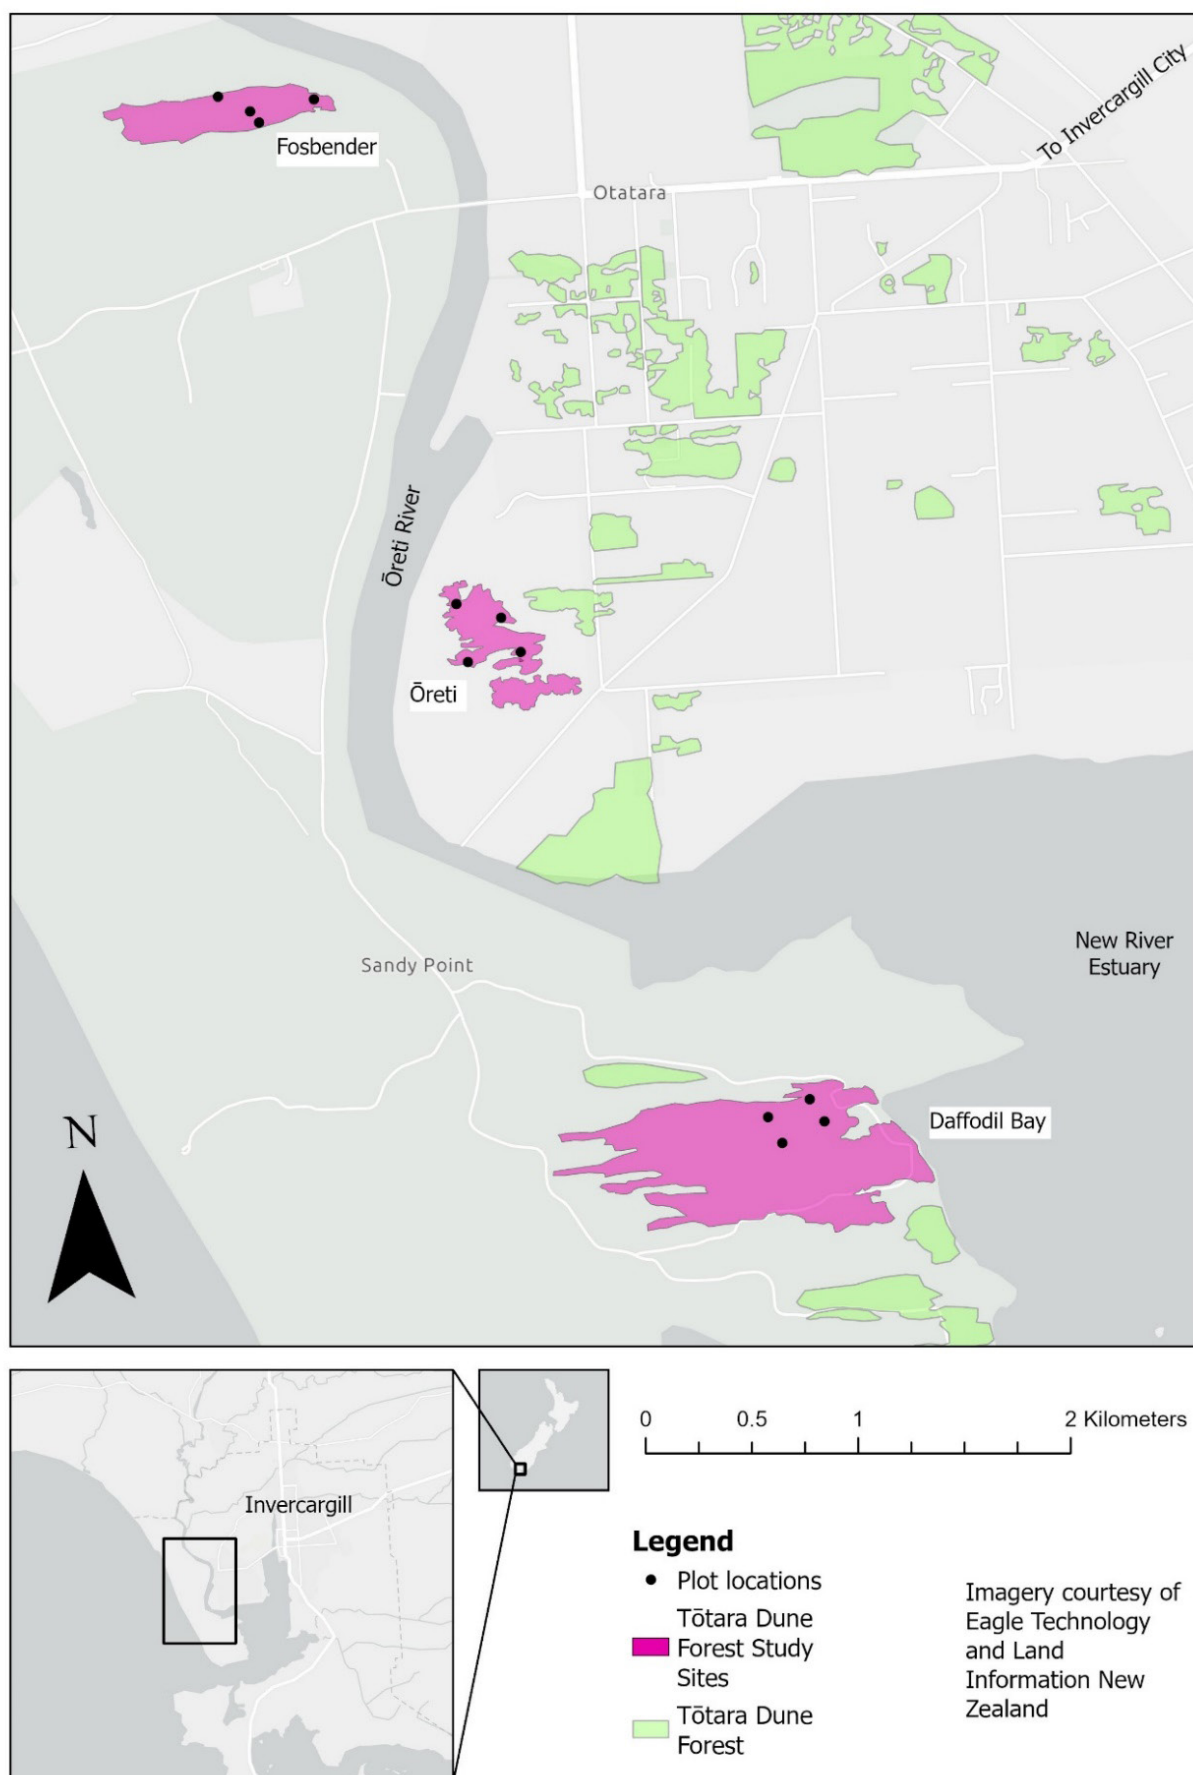 To Invercargill City
Fosbender
Otatara
Ōreti River
Ōreti
New River
Estuary
Sandy Point
Daffodil Bay
N
Invercargill
0 0.5 1 2 Kilometers
Legend
Plot locations
Tōtara Dune
Forest Study
Sites
Tōtara Dune
Forest
Imagery courtesy of
Eagle Technology
and Land
Information New
Zealand